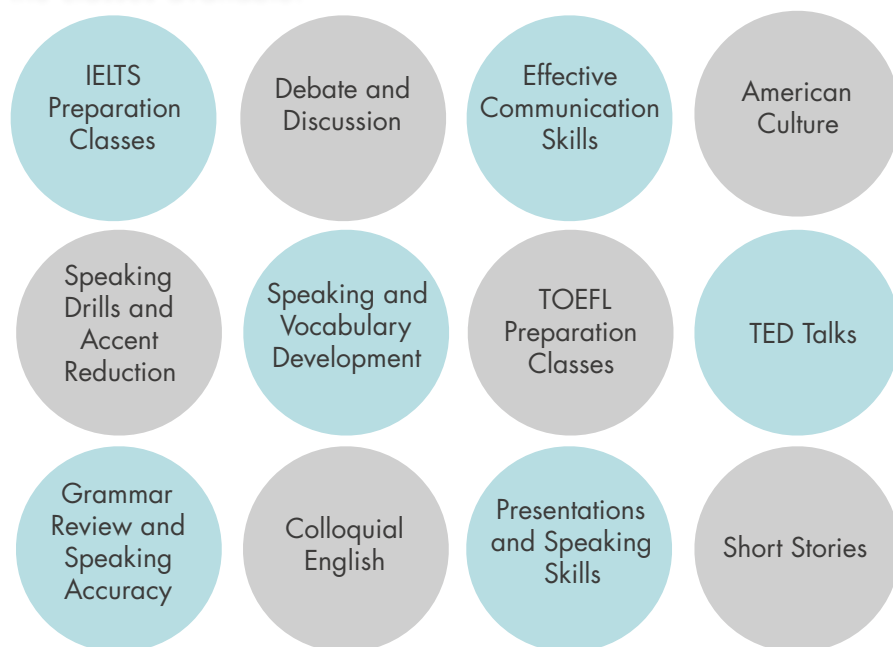 IELTS
Preparation
Classes
Debate and
Discussion
Effective
Communication
Skills
American
Culture
Speaking
Drills and
Accent
Reduction
Speaking and
Vocabulary
Development
TOEFL
Preparation
Classes
TED Talks
Grammar
Review and
Speaking
Accuracy
Colloquial
English
Presentations
and Speaking
Skills
Short Stories